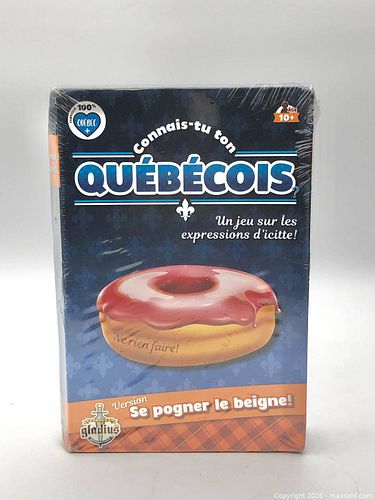 100%
QUÉBEC
10+
Connais-tu ton
QUÉBÉCOIS?
Un jeu sur les
expressions d'icitte!
Ne rien faire!
Version
Se pogner le beigne!
gladius
Copyright 2026 - maxsold.com